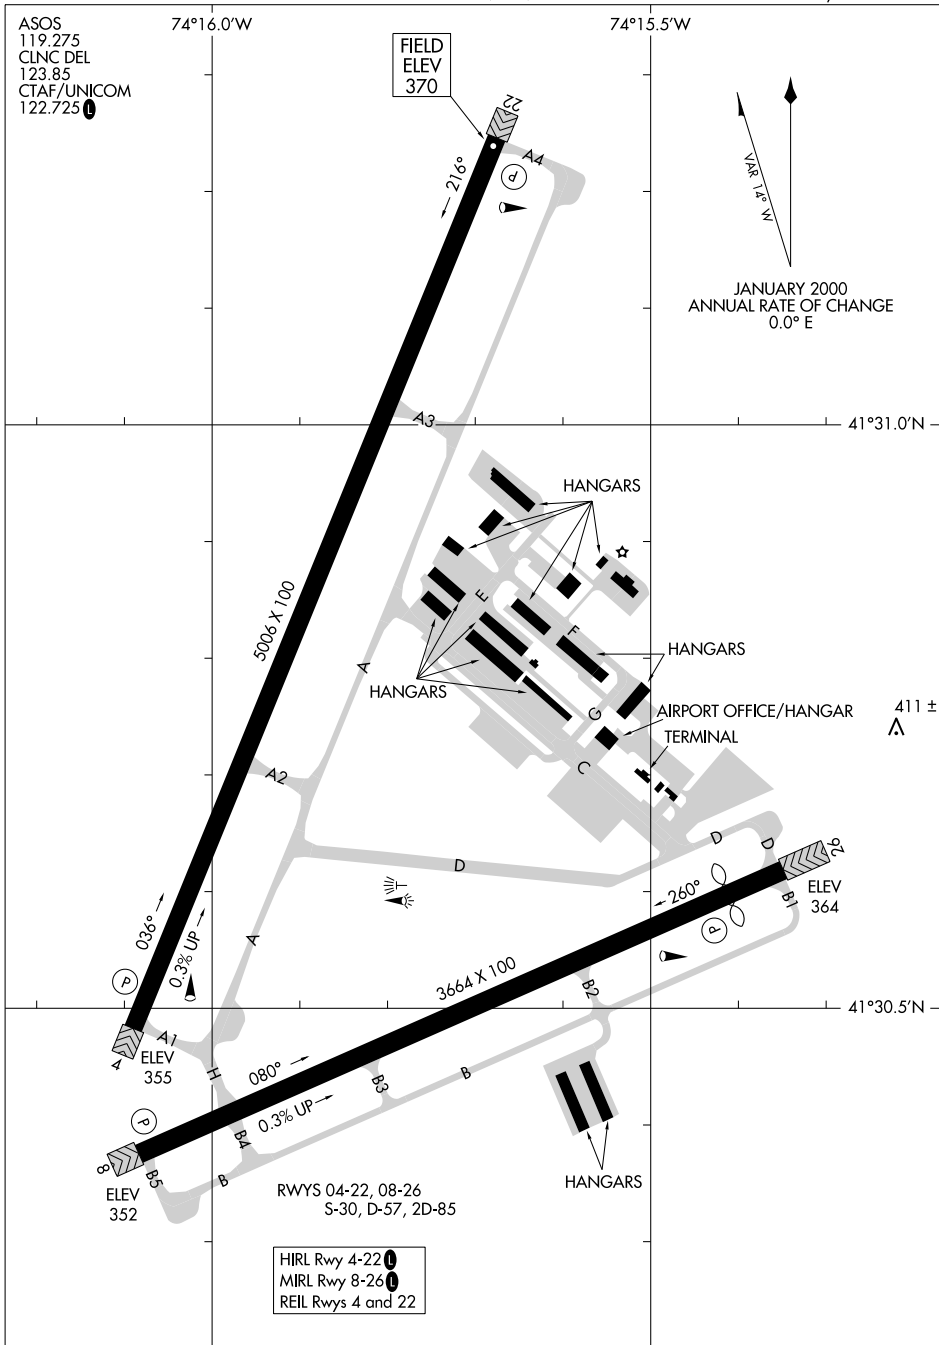 ASOS
119.275
CLNC DEL
123.85
CTAF/UNICOM
122.725 L
74°16.0'W
74°15.5'W
FIELD
ELEV
370
22
A4
P
216°
VAR 14° W
JANUARY 2000
ANNUAL RATE OF CHANGE
0.0° E
A3
41°31.0'N
HANGARS
5006 X 100
E
F
A
HANGARS
HANGARS
G
AIRPORT OFFICE/HANGAR
411 ±
TERMINAL
C
A2
D
D
D
26
ELEV
364
260°
B1
P
A
036°
0.3% UP
P
3664 X 100
B2
41°30.5'N
A1
4
ELEV
355
H
080°
B3
B
0.3% UP
P
B4
8
B5
B
ELEV
352
HANGARS
RWYS 04-22, 08-26
S-30, D-57, 2D-85
HIRL Rwy 4-22 L
MIRL Rwy 8-26 L
REIL Rwys 4 and 22